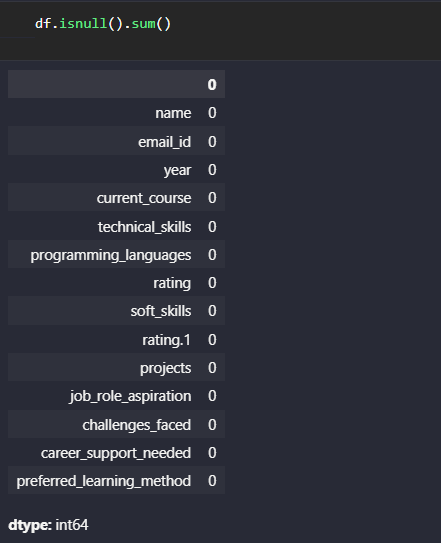 df.isnull().sum()
0
name 0
email_id 0
year 0
current_course 0
technical_skills 0
programming_languages 0
rating 0
soft_skills 0
rating.1 0
projects 0
job_role_aspiration 0
challenges_faced 0
career_support_needed 0
preferred_learning_method 0
dtype: int64